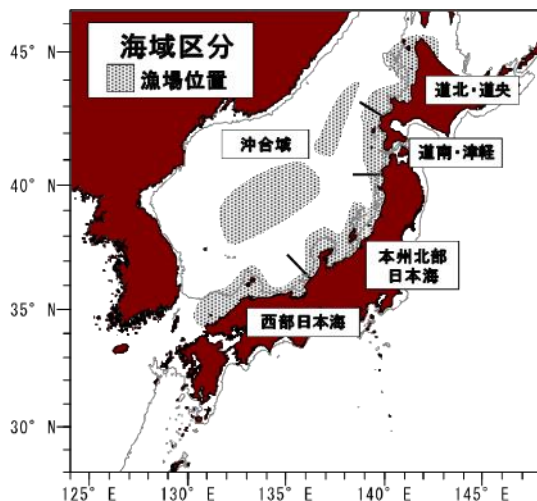 海域区分
漁場位置
道北・道央
沖合域
道南・津軽
本州北部
日本海
西部日本海
45° N
40° N
35° N
30° N
125° E
130° E
135° E
140° E
145° E